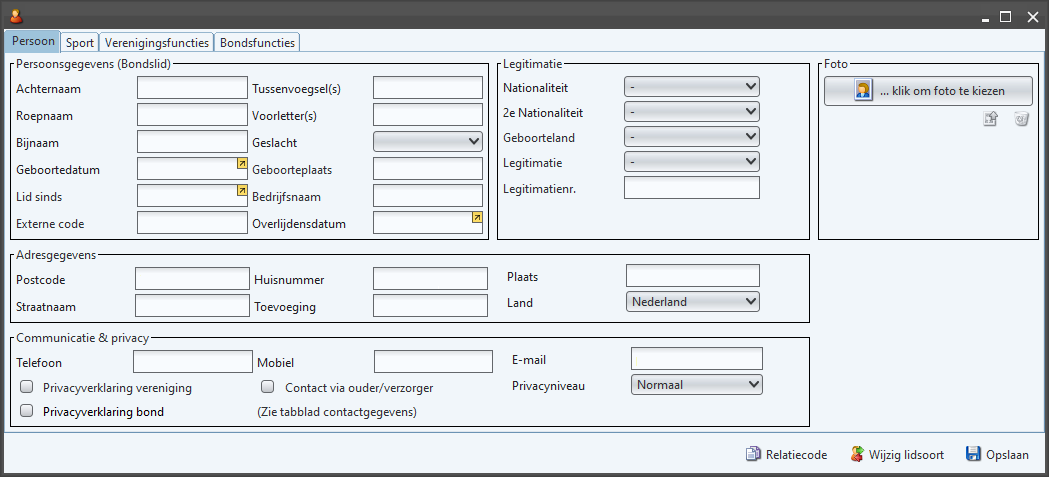 Persoon Sport Verenigingsfuncties Bondsfuncties
Persoonsgegevens (Bondslid)
Achternaam Tussenvoegsel(s)
Roepnaam Voorletter(s)
Bijnaam Geslacht
Geboortedatum Geboorteplaats
Lid sinds Bedrijfsnaam
Externe code Overlijdensdatum
Legitimatie
Nationaliteit -
2e Nationaliteit -
Geboorteland -
Legitimatie -
Legitimatienr.
Foto
... klik om foto te kiezen
Adresgegevens
Postcode Huisnummer Plaats
Straatnaam Toevoeging Land Nederland
Communicatie & privacy
Telefoon Mobiel E-mail
Privacyverklaring vereniging Contact via ouder/verzorger Privacyniveau Normaal
Privacyverklaring bond (Zie tabblad contactgegevens)
Relatiecode Wijzig lidsoort Opslaan